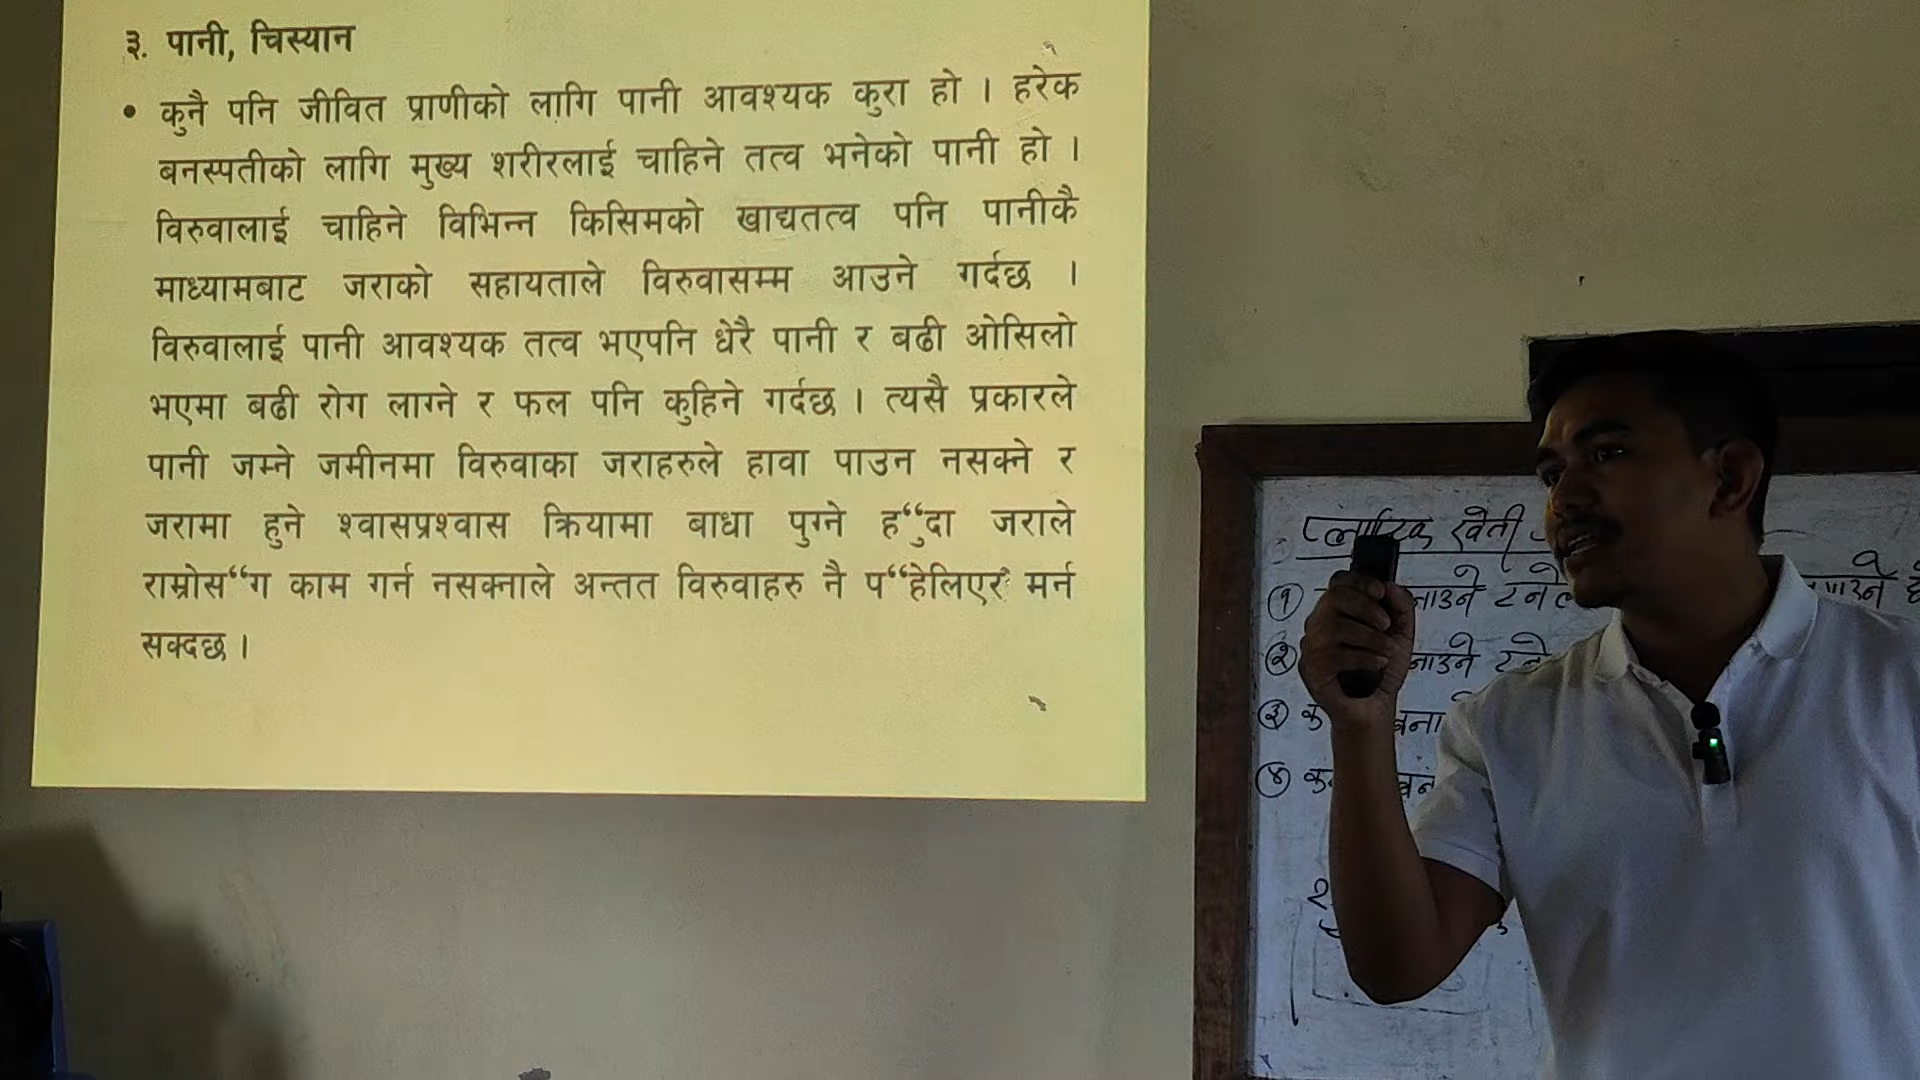 ३. पानी, चिस्यान
• कुनै पनि जीवित प्राणीको लागि पानी आवश्यक कुरा हो । हरेक
बनस्पतीको लागि मुख्य शरीरलाई चाहिने तत्व भनेको पानी हो ।
विरुवालाई चाहिने विभिन्न किसिमको खाद्यतत्व पनि पानीकै
माध्यामबाट जराको सहायताले विरुवासम्म आउने गर्दछ ।
विरुवालाई पानी आवश्यक तत्व भएपनि धेरै पानी र बढी ओसिलो
भएमा बढी रोग लाग्ने र फल पनि कुहिने गर्दछ । त्यसै प्रकारले
पानी जम्ने जमीनमा विरुवाका जराहरुले हावा पाउन नसक्ने र
जरामा हुने श्वासप्रश्वास क्रियामा बाधा पुग्ने ह“ुदा जराले
राम्रोस“ग काम गर्न नसक्नाले अन्तत विरुवाहरु नै प“हेलिएर मर्न
सक्दछ ।
खेती
१
२
३
४